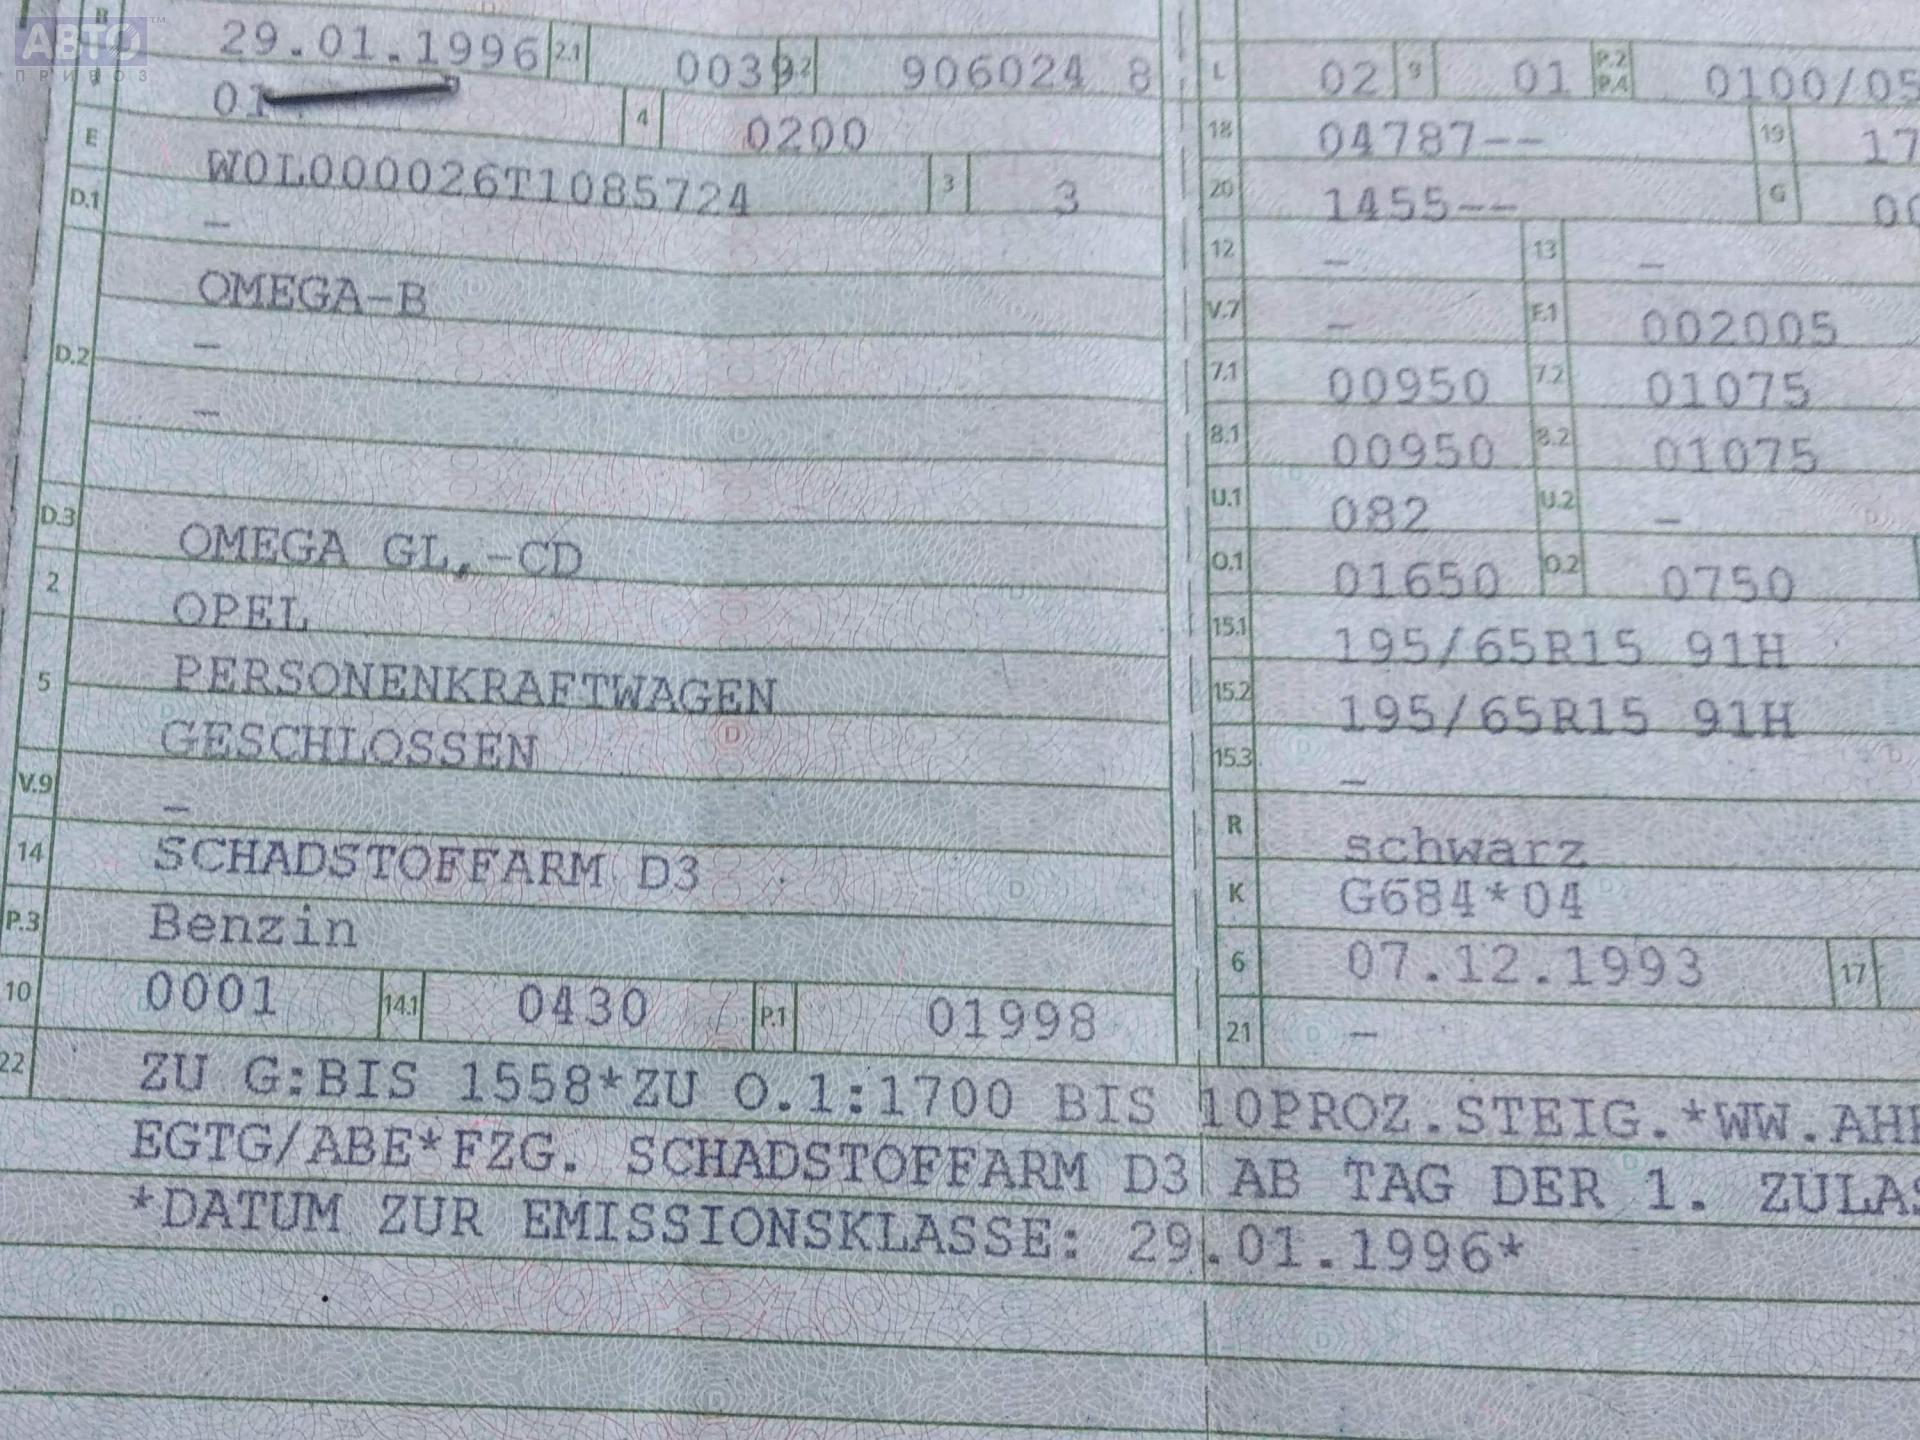 АВТО ™
ПРИВОЗ
B 29.01.1996 2.1 0039 2.2 906024 8
01 4 0200
E W0L000026T1085724 3 3
D.1 –
D.2 OMEGA-B
–
–
D.3 OMEGA GL,-CD
2 OPEL
5 PERSONENKRAFTWAGEN
GESCHLOSSEN
V.9 –
14 SCHADSTOFFARM D3
P.3 Benzin
10 0001 14.1 0430 P.1 01998
L 02 9 01 P.2 P.4 0100/05
18 04787-- 19 17
20 1455-- G 00
12 – 13 –
V.7 – F.1 002005
7.1 00950 7.2 01075
8.1 00950 8.2 01075
U.1 082 U.2 –
O.1 01650 O.2 0750
15.1 195/65R15 91H
15.2 195/65R15 91H
15.3 –
R schwarz
K G684*04
6 07.12.1993 17
21 –
22 ZU G:BIS 1558*ZU O.1:1700 BIS 10PROZ.STEIG.*WW.AH
EGTG/ABE*FZG. SCHADSTOFFARM D3 AB TAG DER 1. ZULAS
*DATUM ZUR EMISSIONSKLASSE: 29.01.1996*